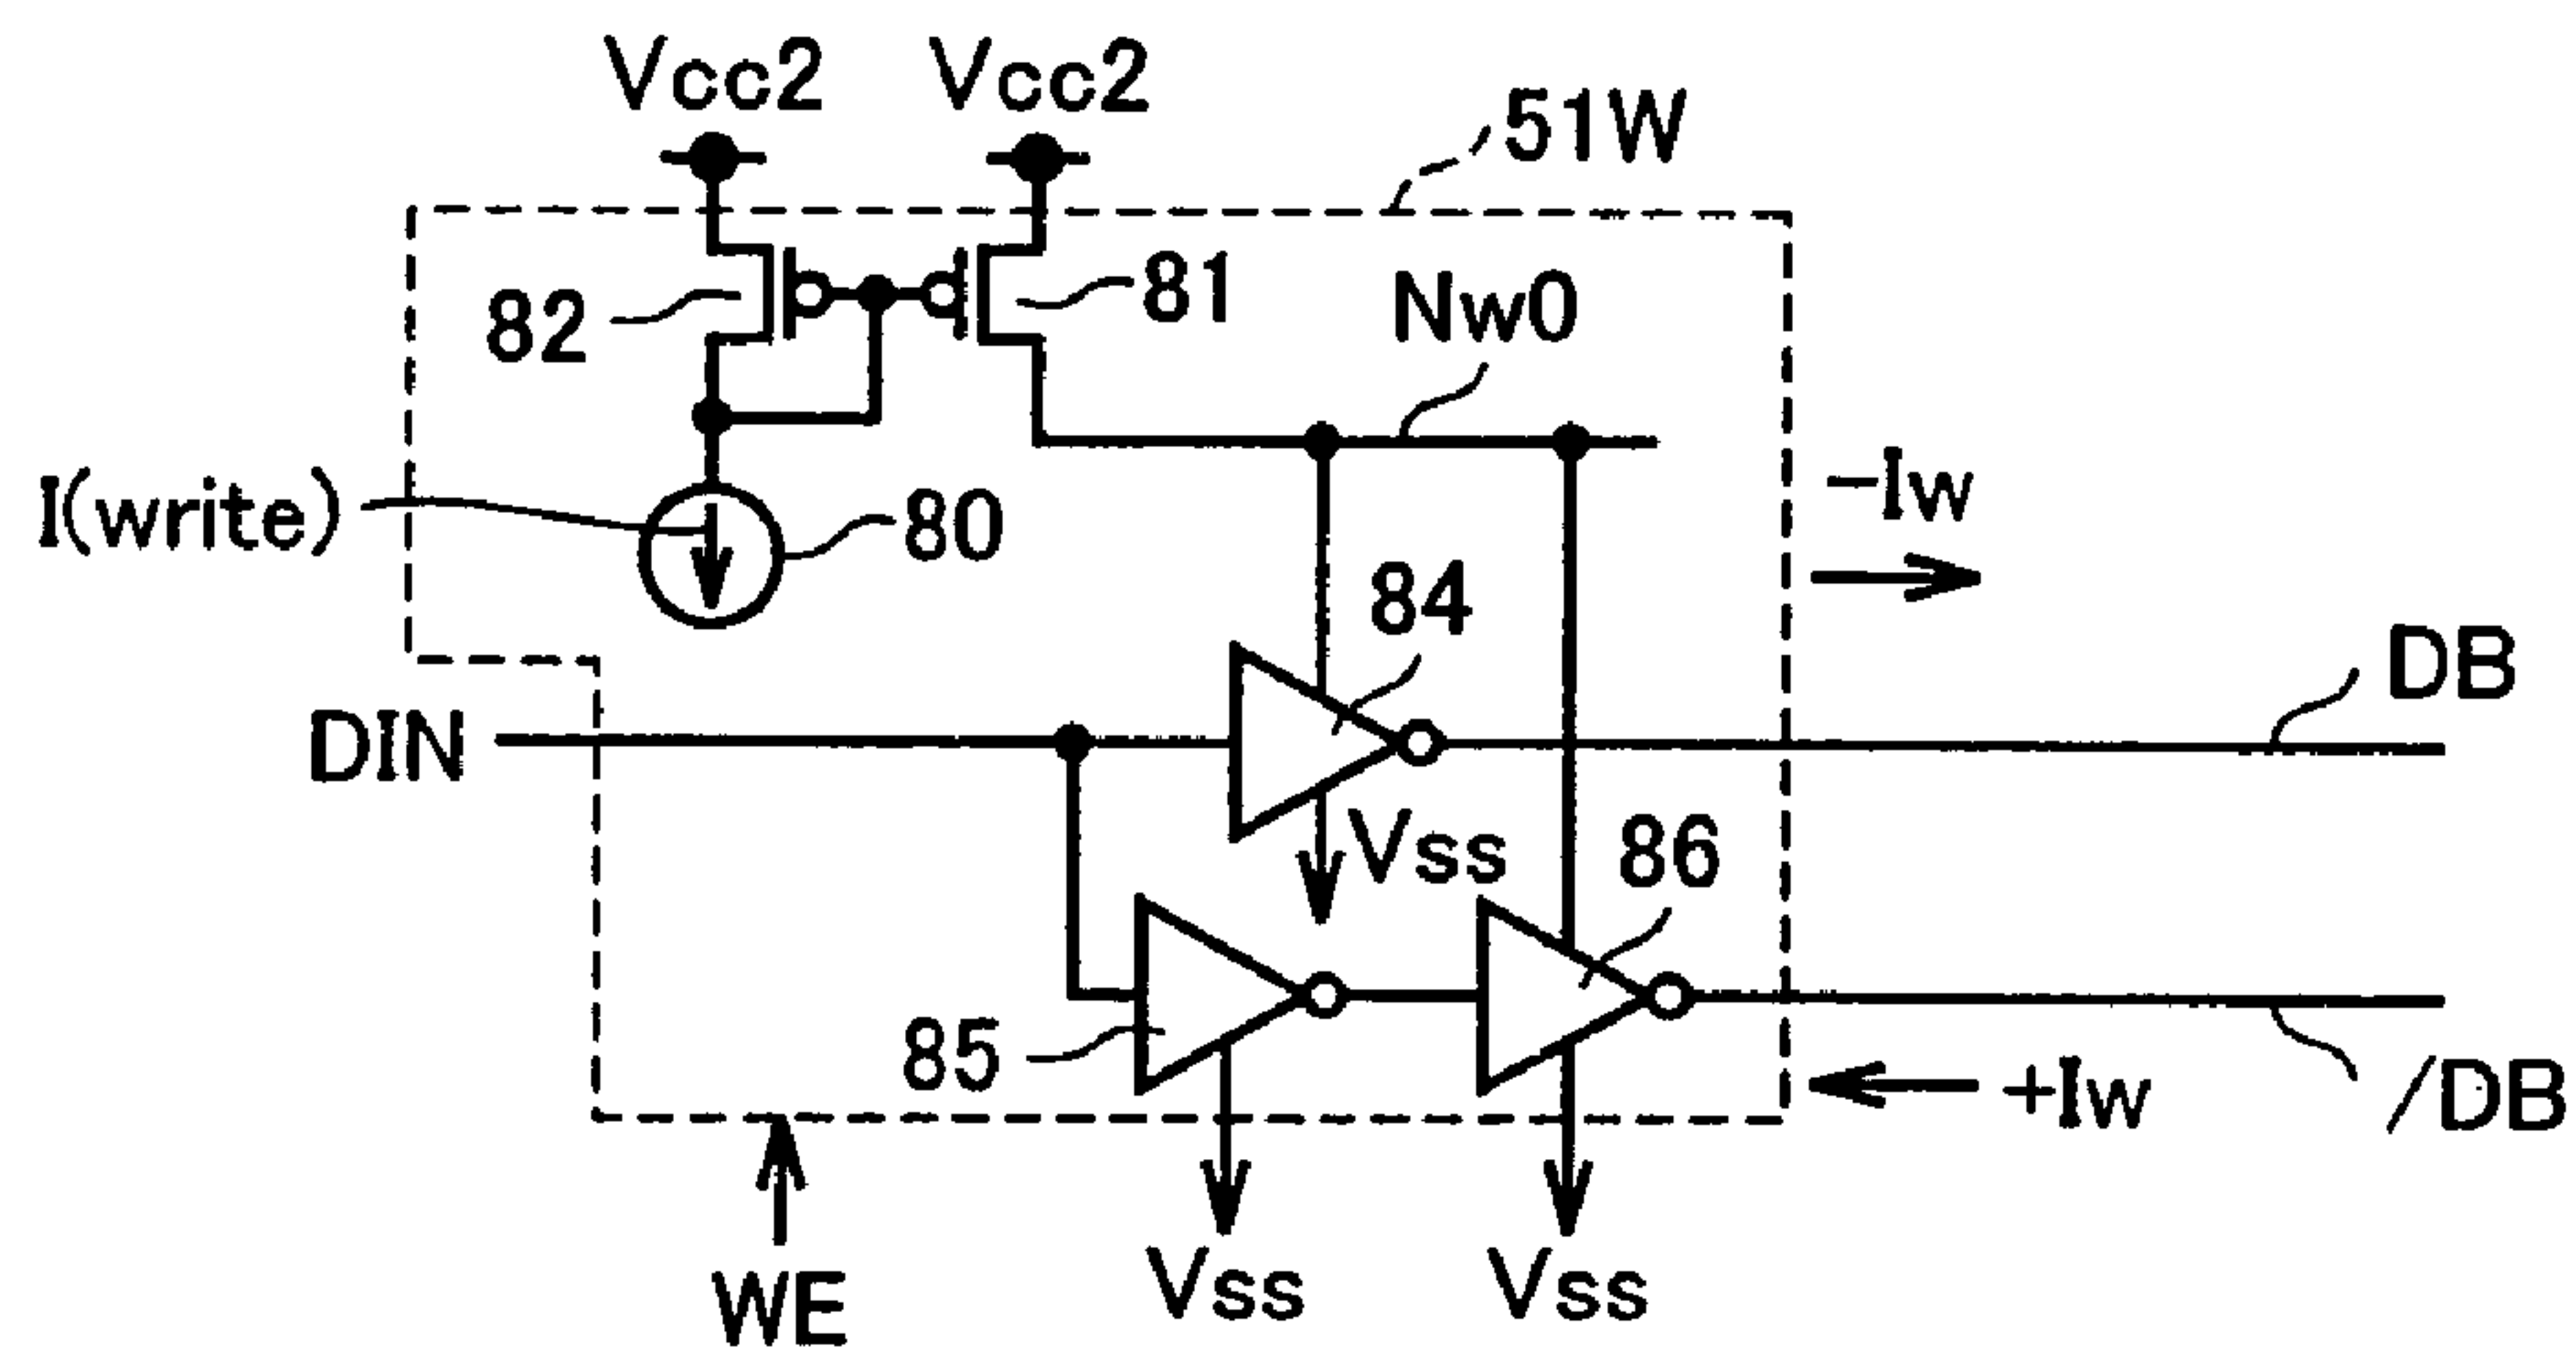 Vcc2 Vcc2
51W
82
81
Nw0
I(write)
80
−Iw
84
DB
DIN
Vss
86
85
+Iw
/DB
WE
Vss
Vss